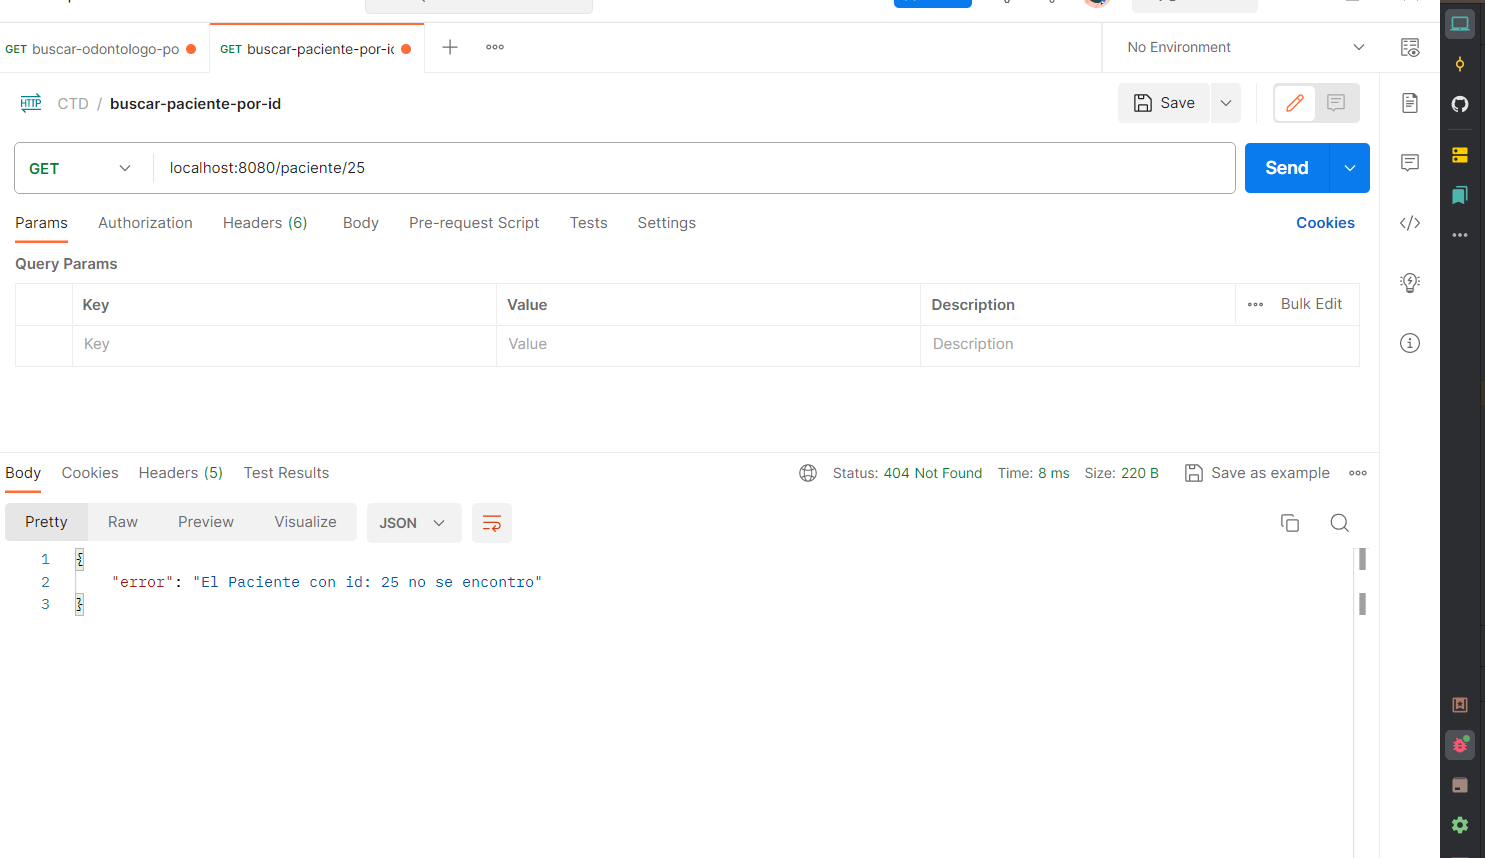 GET buscar-odontologo-po
GET buscar-paciente-por-ic
No Environment
HTTP CTD / buscar-paciente-por-id
Save
GET
localhost:8080/paciente/25
Send
Params Authorization Headers (6) Body Pre-request Script Tests Settings
Cookies
Query Params
Key Value Description Bulk Edit
Key Value Description
Body Cookies Headers (5) Test Results
Status: 404 Not Found Time: 8 ms Size: 220 B
Save as example
Pretty Raw Preview Visualize JSON
1 {
2 "error": "El Paciente con id: 25 no se encontro"
3 }